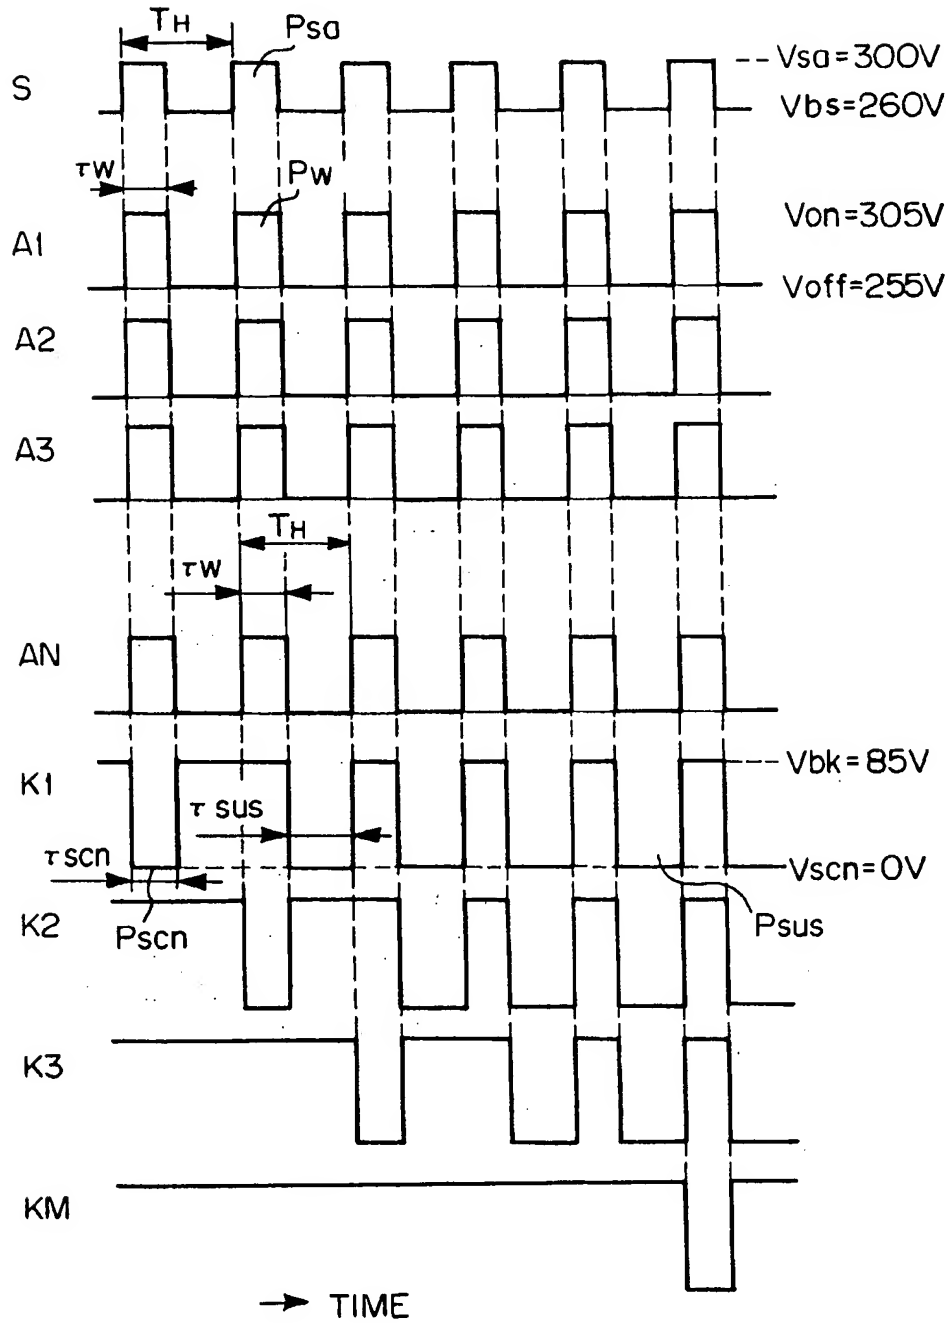 TH Psa
S --- Vsa=300V
Vbs=260V
τW PW
A1 Von=305V
Voff=255V
A2
A3
TH
τW
AN
K1 --- Vbk=85V
τ sus
τscn Vscn=0V
K2 Pscn Psus
K3
KM
→ TIME